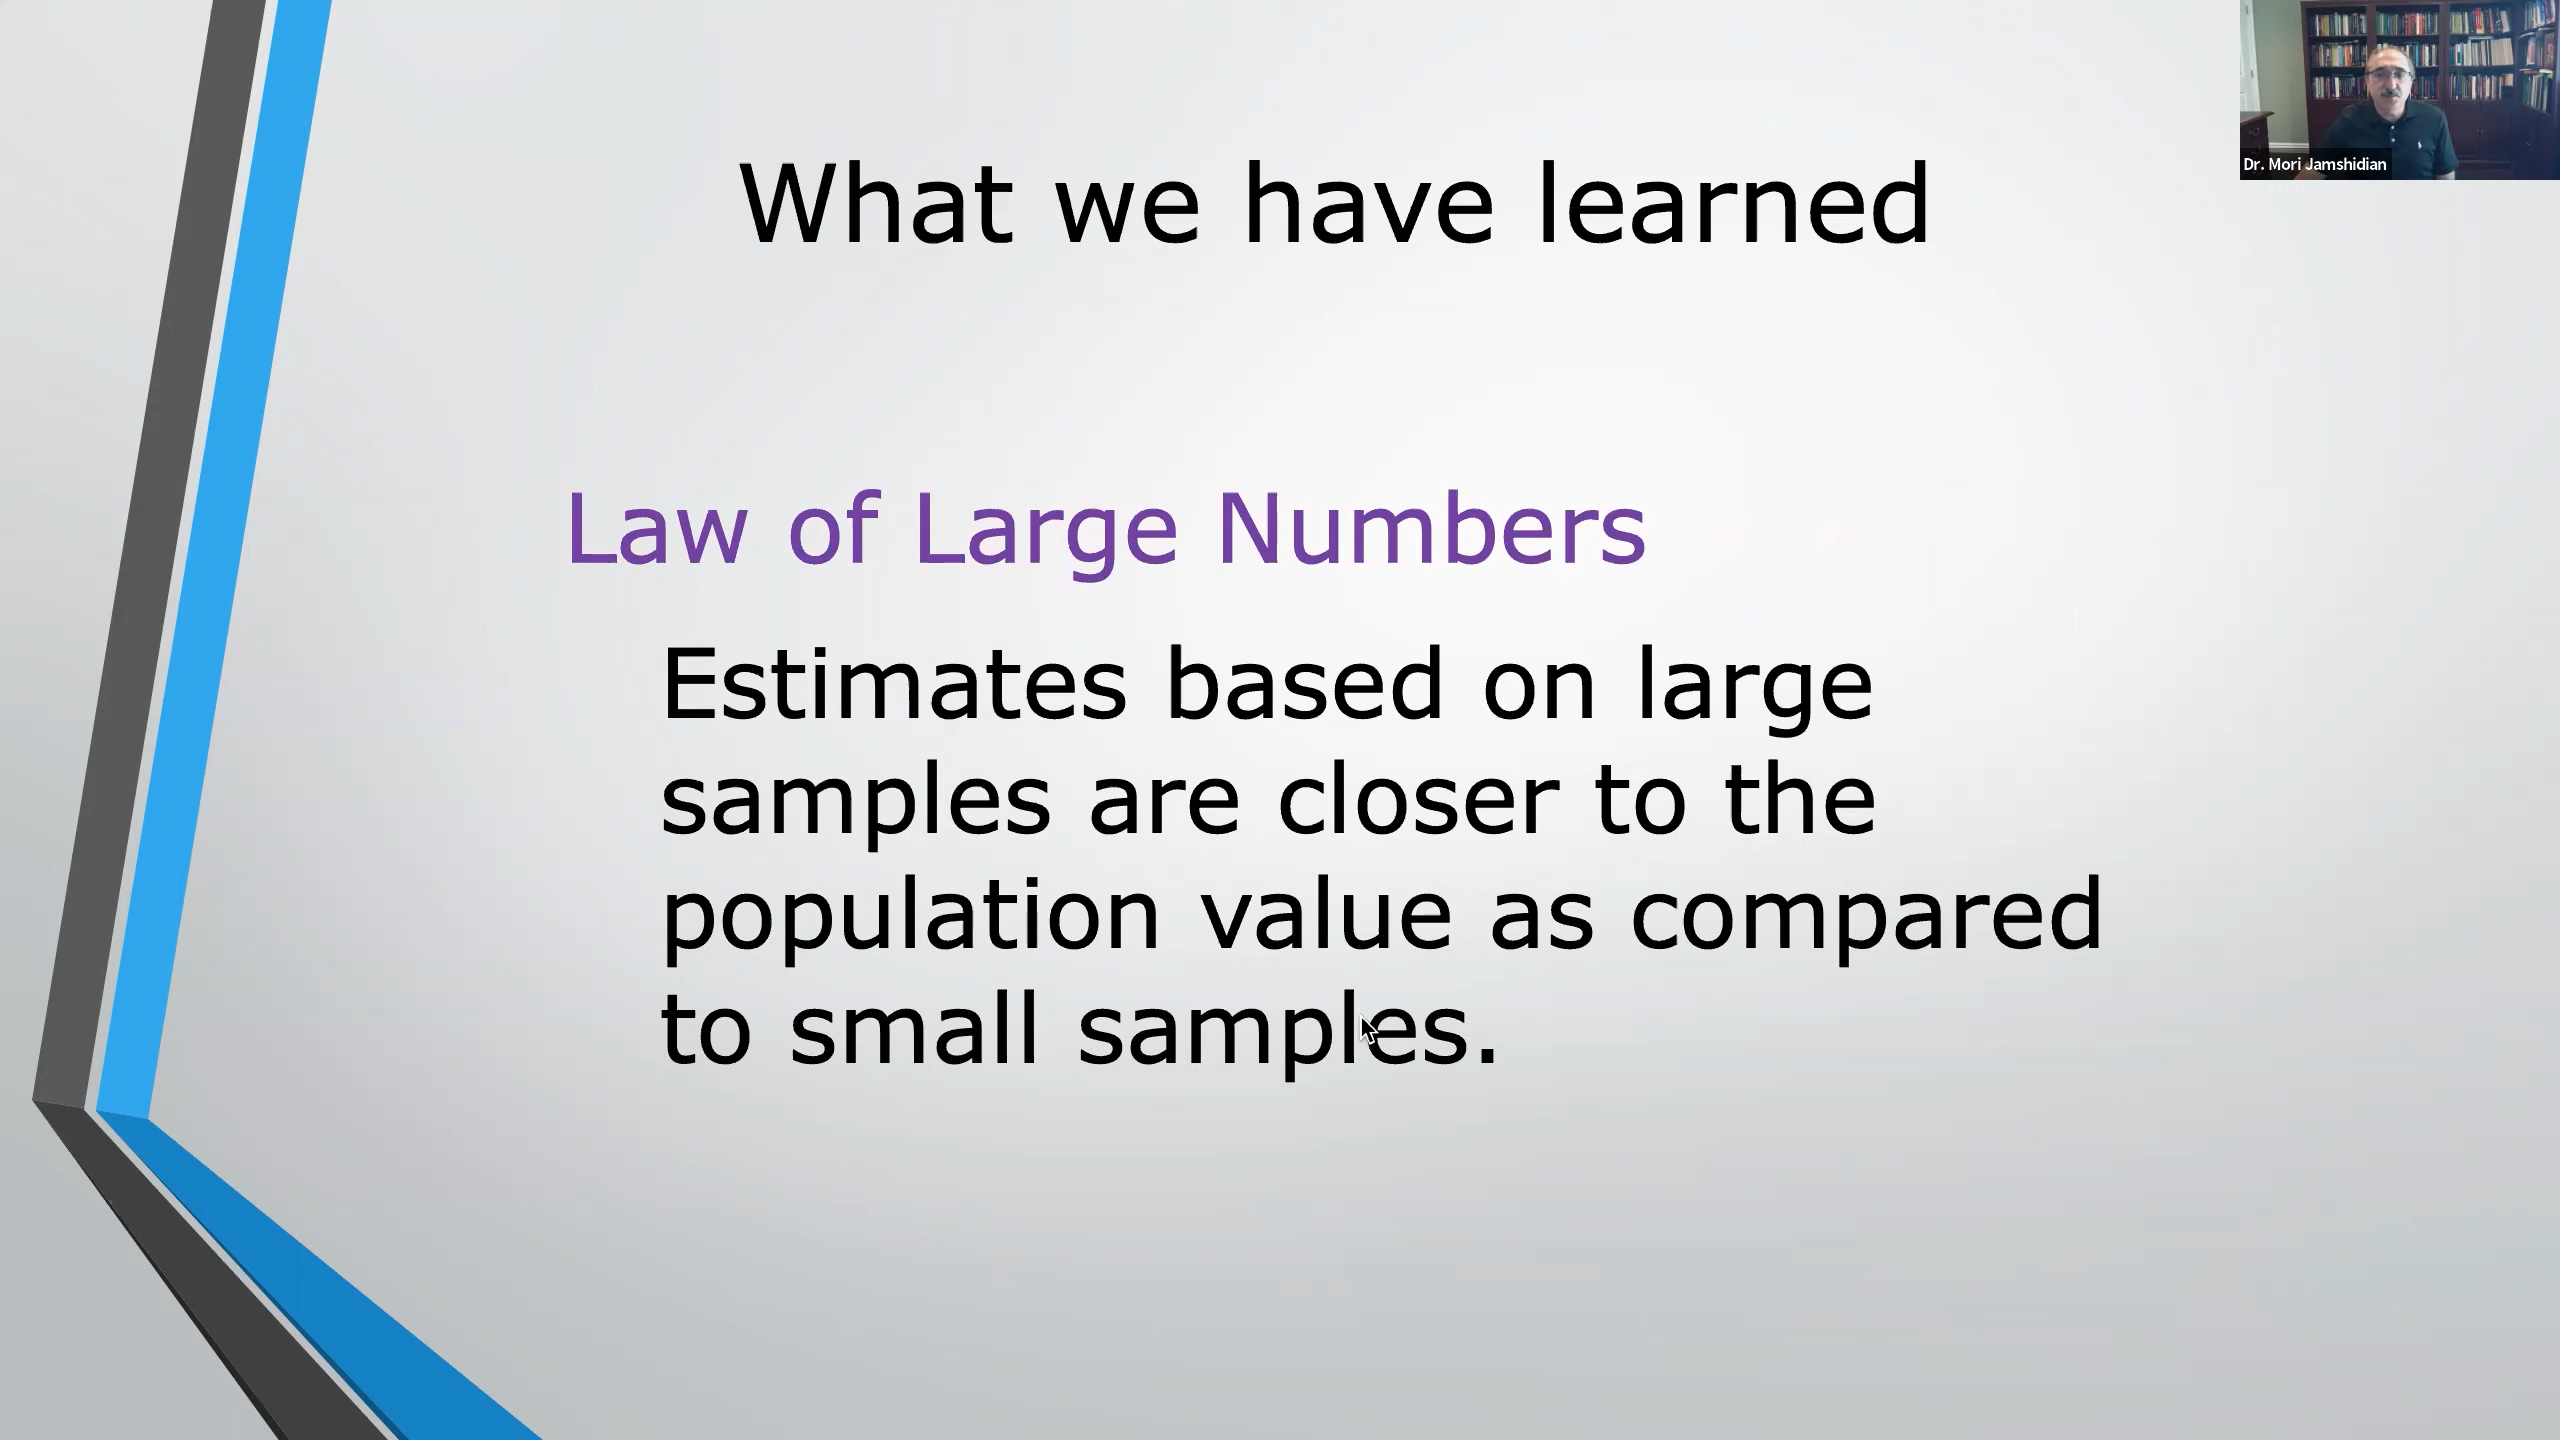 What we have learned
Law of Large Numbers
Estimates based on large
samples are closer to the
population value as compared
to small samples.
Dr. Mori Jamshidian